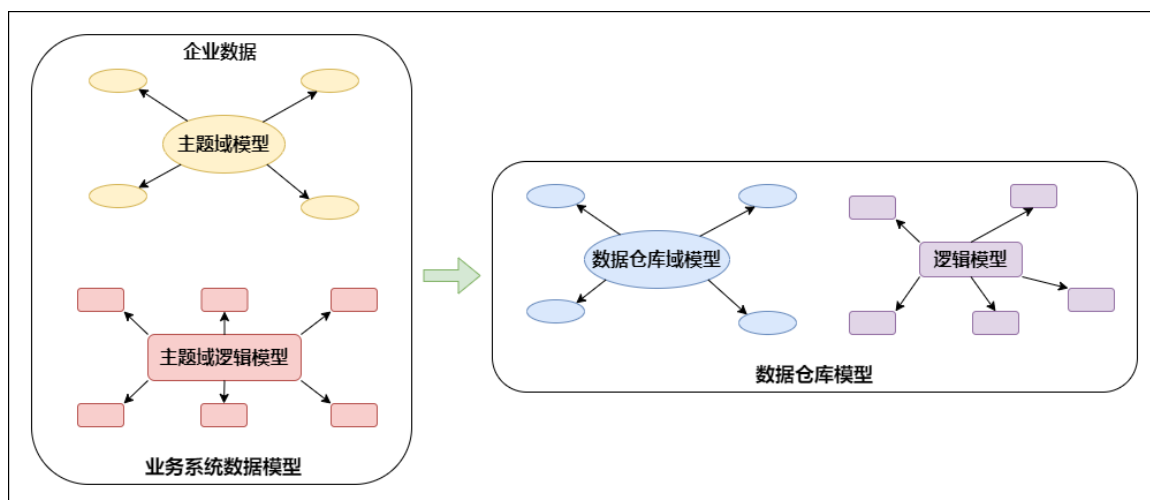 企业数据
主题域模型
主题域逻辑模型
业务系统数据模型
数据仓库域模型
逻辑模型
数据仓库模型